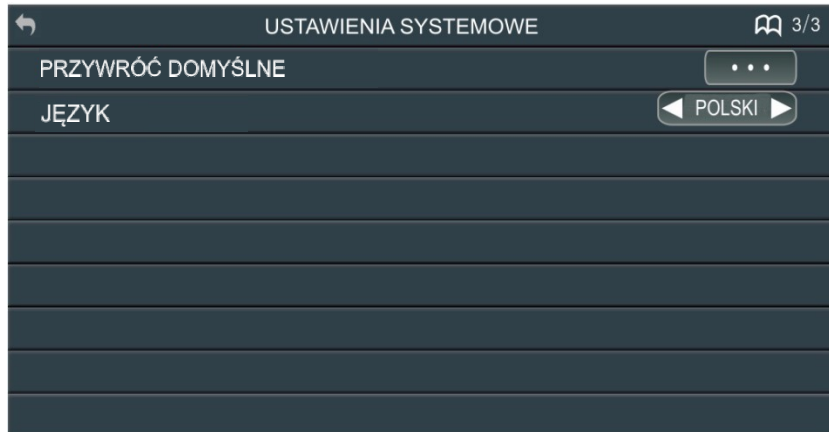 USTAWIENIA SYSTEMOWE 3/3
PRZYWRÓĆ DOMYŚLNE ...
JĘZYK POLSKI